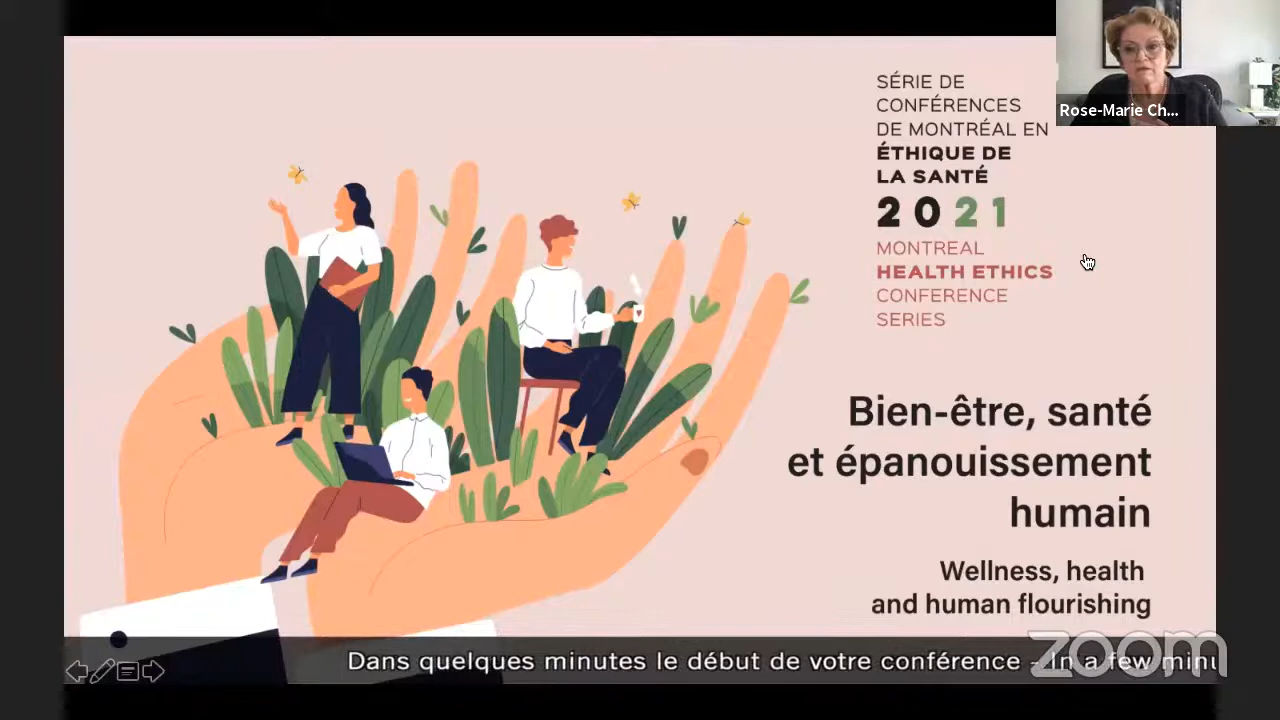 SÉRIE DE
CONFÉRENCES
DE MONTRÉAL EN
ÉTHIQUE DE
LA SANTÉ
2021
MONTREAL
HEALTH ETHICS
CONFERENCE
SERIES
Rose-Marie Ch...
Bien-être, santé
et épanouissement
humain
Wellness, health
and human flourishing
Dans quelques minutes le début de votre conférence - In a few minu
zoom